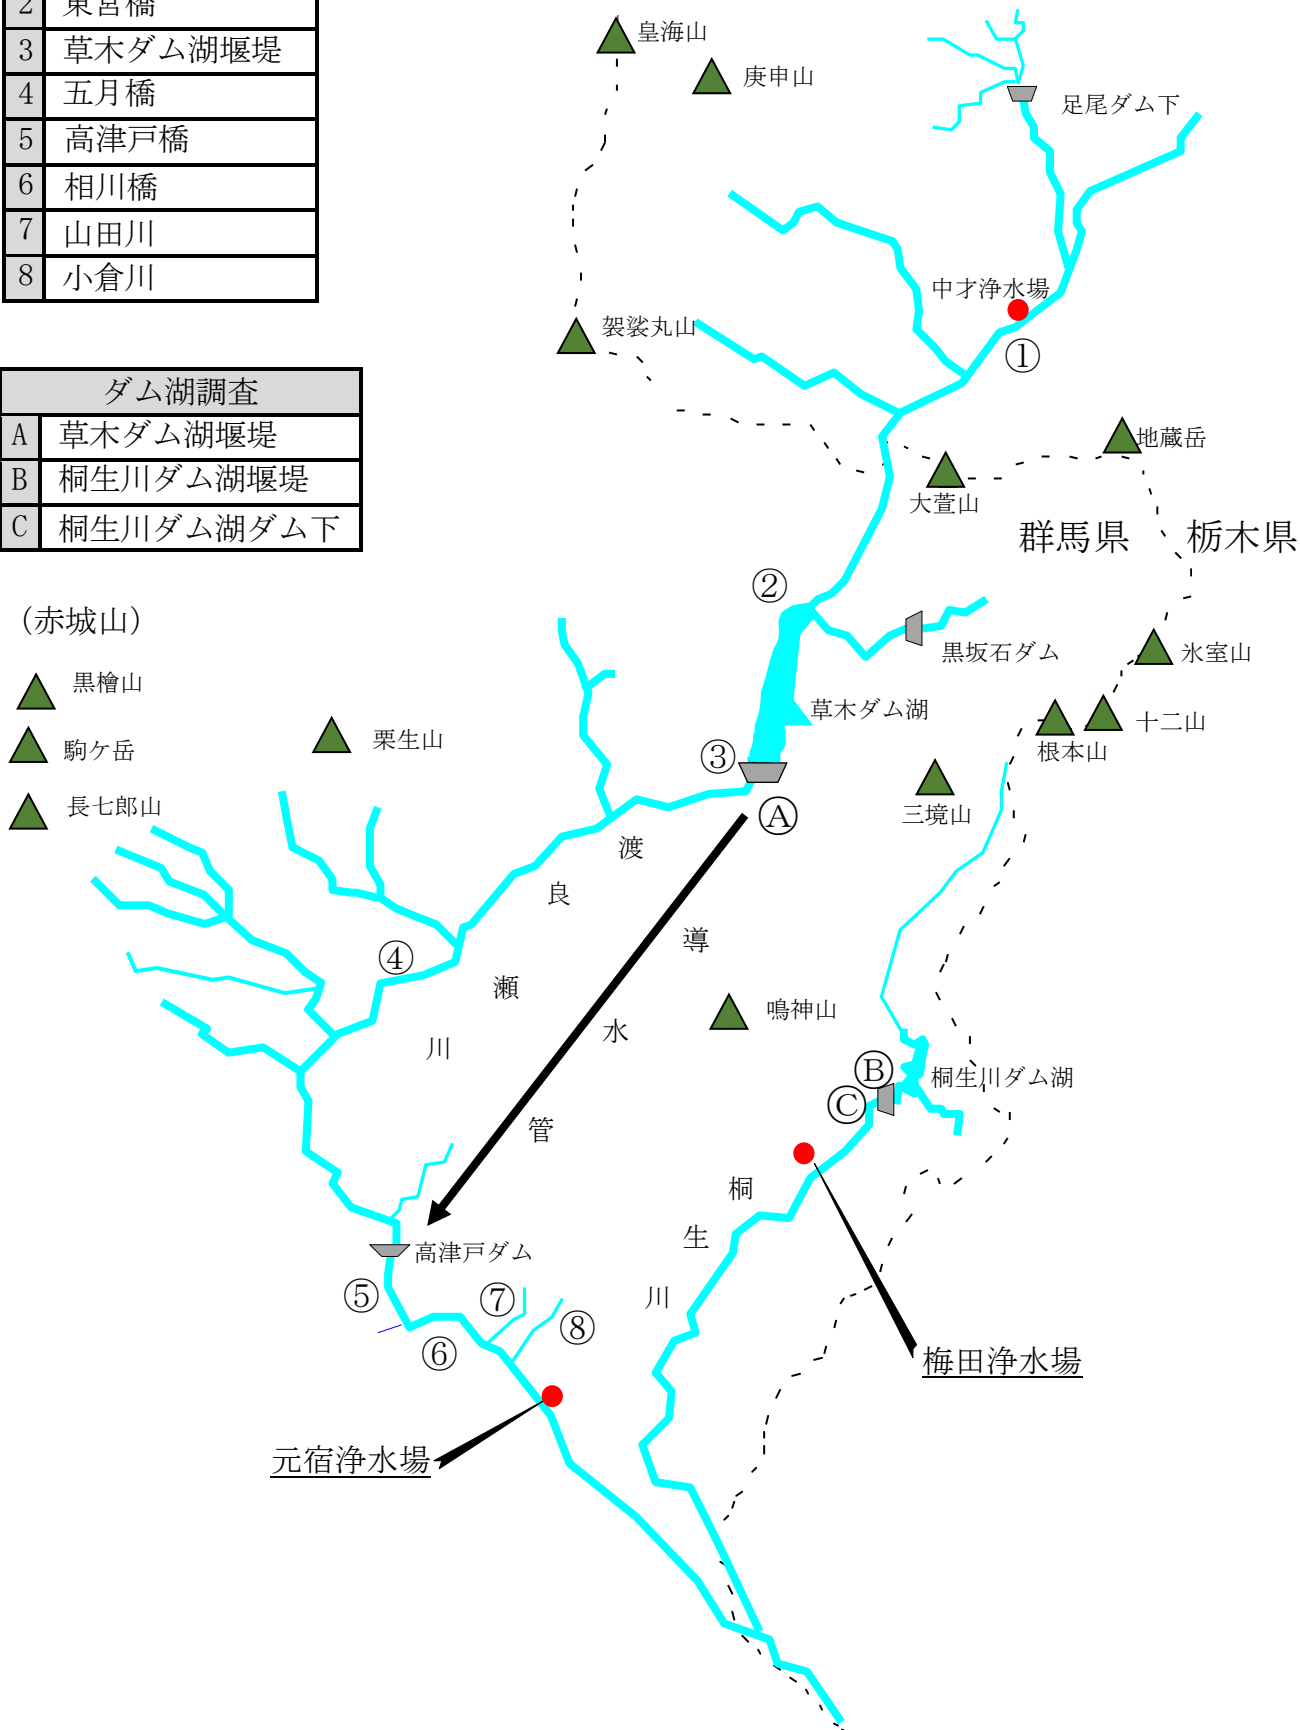 2 東宮橋
3 草木ダム湖堰堤
4 五月橋
5 高津戸橋
6 相川橋
7 山田川
8 小倉川
ダム湖調査
A 草木ダム湖堰堤
B 桐生川ダム湖堰堤
C 桐生川ダム湖ダム下
皇海山
庚申山
足尾ダム下
中才浄水場
①
袈裟丸山
地蔵岳
大萱山
群馬県 栃木県
②
(赤城山)
黒坂石ダム
氷室山
黒檜山
草木ダム湖
十二山
駒ケ岳
栗生山
根本山
③
長七郎山
三境山
Ⓐ
渡良瀬川
導水管
④
鳴神山
Ⓑ
桐生川ダム湖
Ⓒ
桐生川
高津戸ダム
⑤
⑦
⑧
⑥
梅田浄水場
元宿浄水場